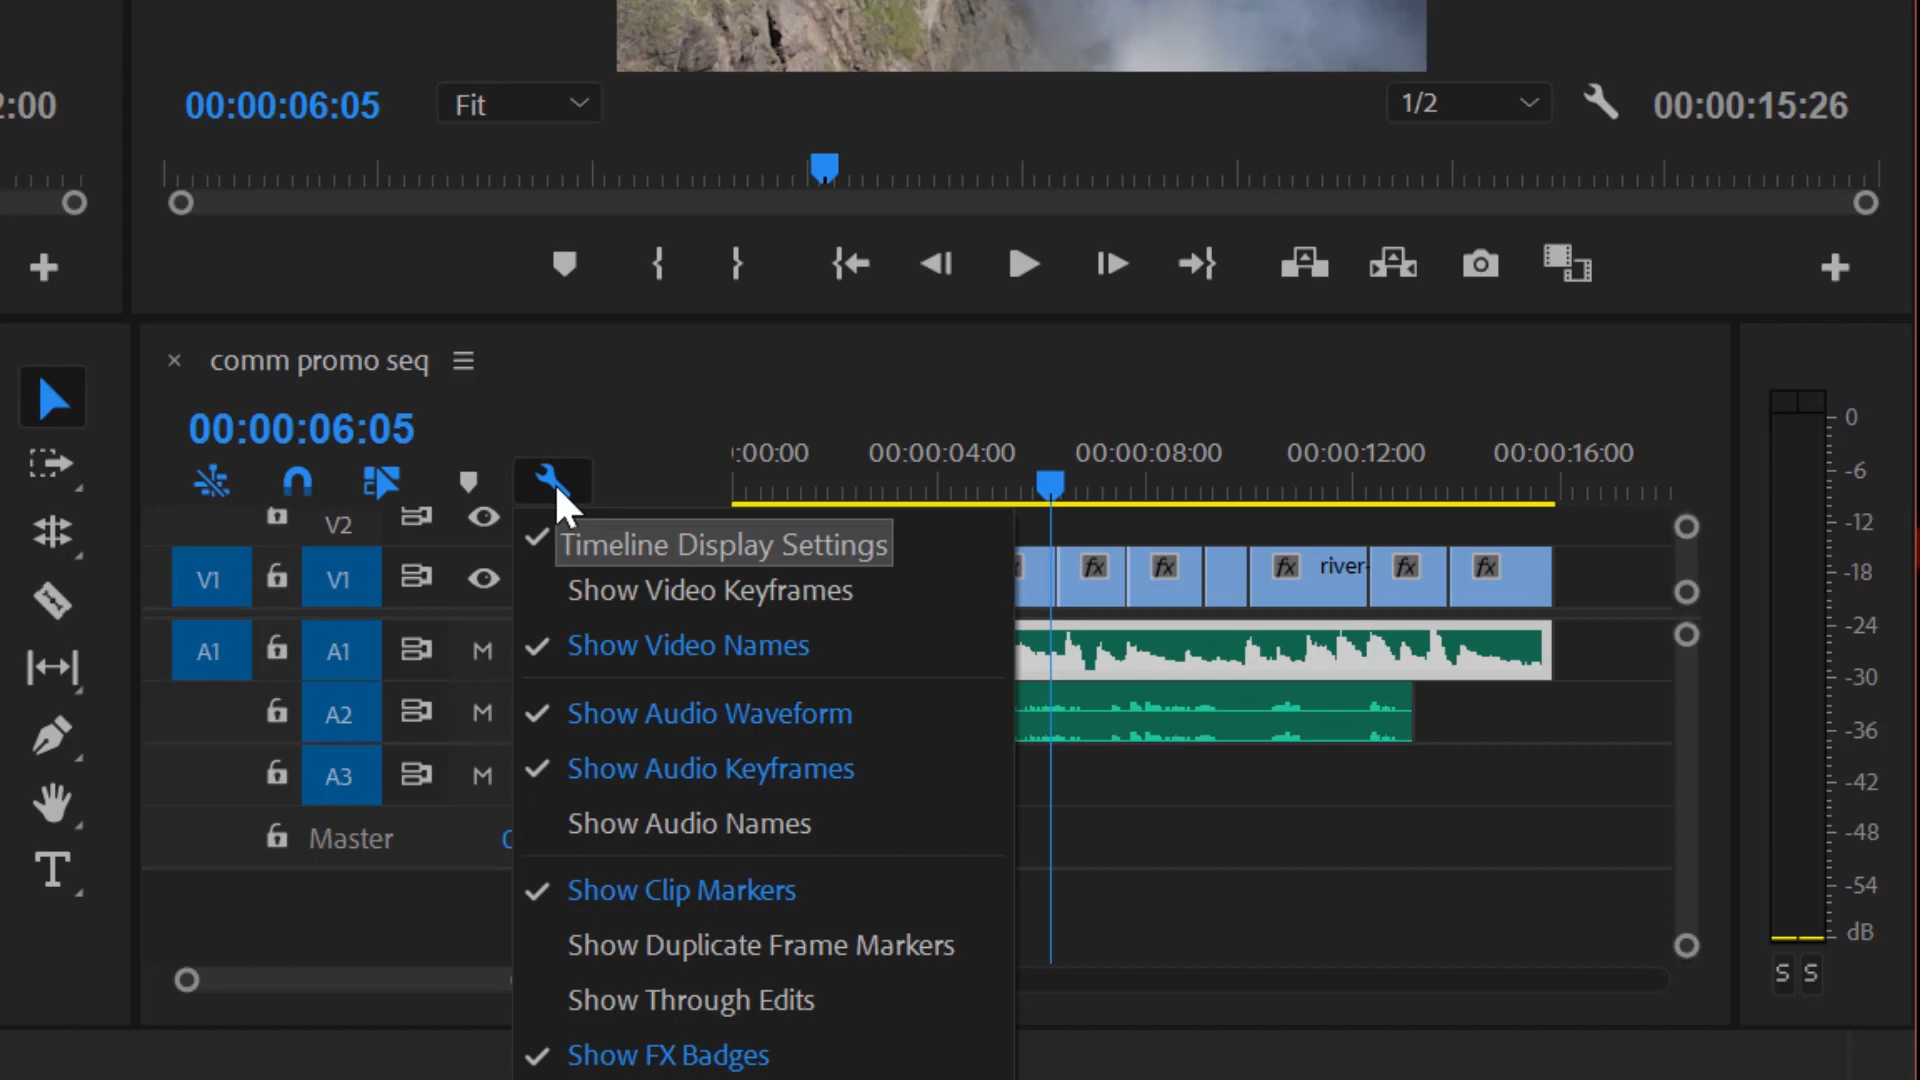 2:00
00:00:06:05
Fit
1/2
00:00:15:26
comm promo seq
00:00:06:05
:00:00
00:00:04:00
00:00:08:00
00:00:12:00
00:00:16:00
V2
Timeline Display Settings
V1
V1
Show Video Keyframes
fx
fx
fx
river-
fx
fx
Show Video Names
A1
A1
M
A2
M
Show Audio Waveform
A3
M
Show Audio Keyframes
Show Audio Names
Master
Show Clip Markers
Show Duplicate Frame Markers
Show Through Edits
Show FX Badges
0
-6
-12
-18
-24
-30
-36
-42
-48
-54
dB
S
S